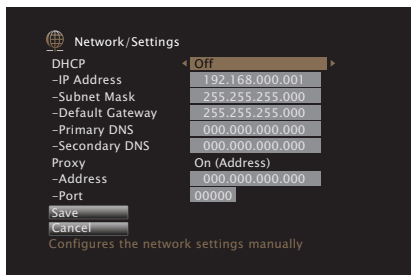 Network/Settings
DHCP Off
–IP Address 192.168.000.001
–Subnet Mask 255.255.255.000
–Default Gateway 255.255.255.000
–Primary DNS 000.000.000.000
–Secondary DNS 000.000.000.000
Proxy On (Address)
–Address 000.000.000.000
–Port 00000
Save
Cancel
Configures the network settings manually